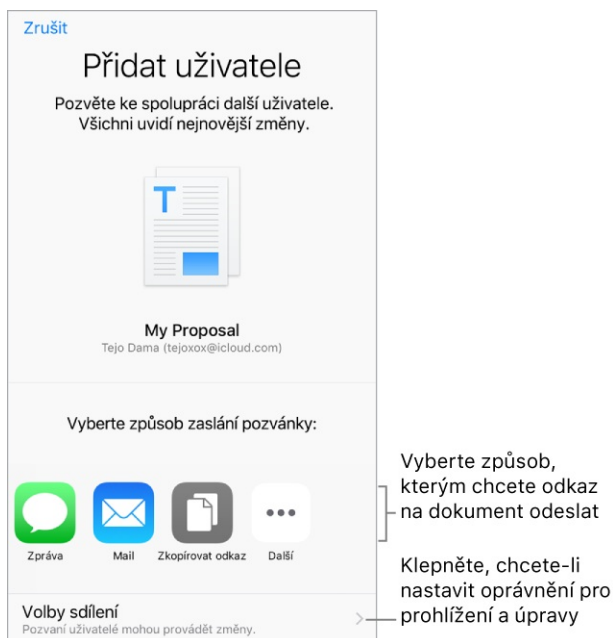 Zrušit
Přidat uživatele
Pozvěte ke spolupráci další uživatele.
Všichni uvidí nejnovější změny.
T
My Proposal
Tejo Dama (tejoxox@icloud.com)
Vyberte způsob zaslání pozvánky:
Zpráva Mail Zkopírovat odkaz Další
Vyberte způsob,
kterým chcete odkaz
na dokument odeslat
Volby sdílení
Pozvaní uživatelé mohou provádět změny.
Klepněte, chcete-li
nastavit oprávnění pro
prohlížení a úpravy